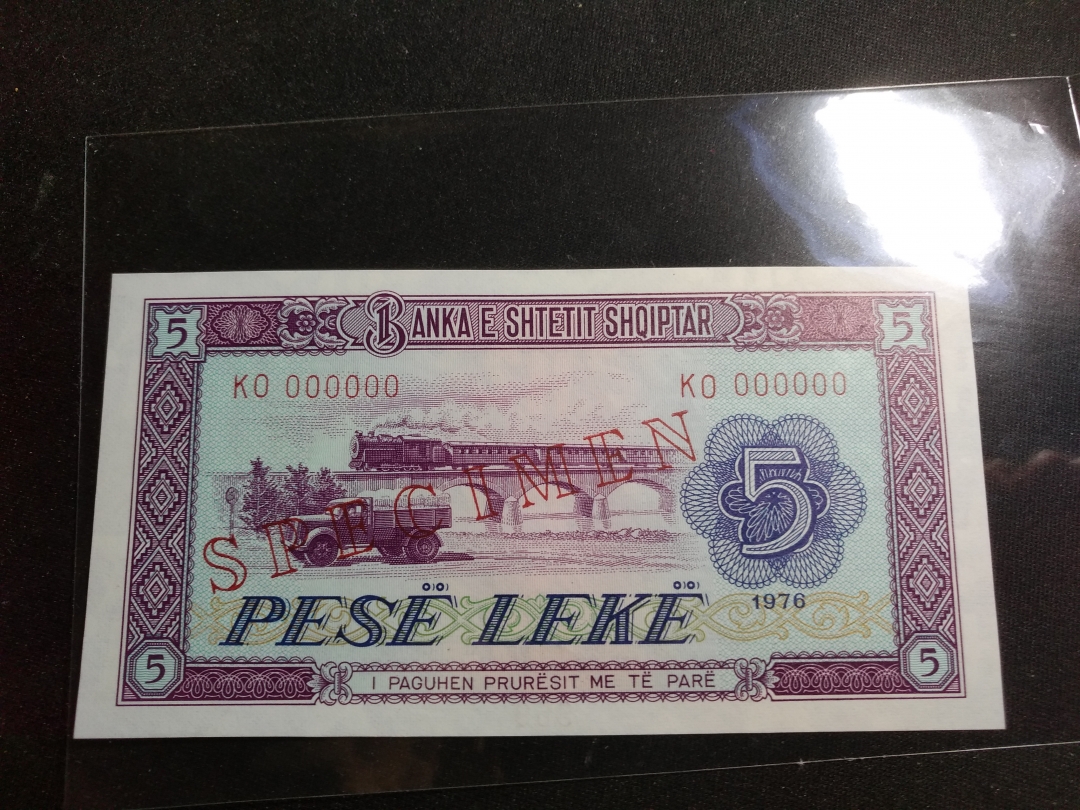 5 BANKA E SHTETIT SHQIPTAR 5
KO 000000 KO 000000
SPECIMEN
5
PESË LEKË 1976
5 I PAGUHEN PRURËSIT ME TË PARË 5